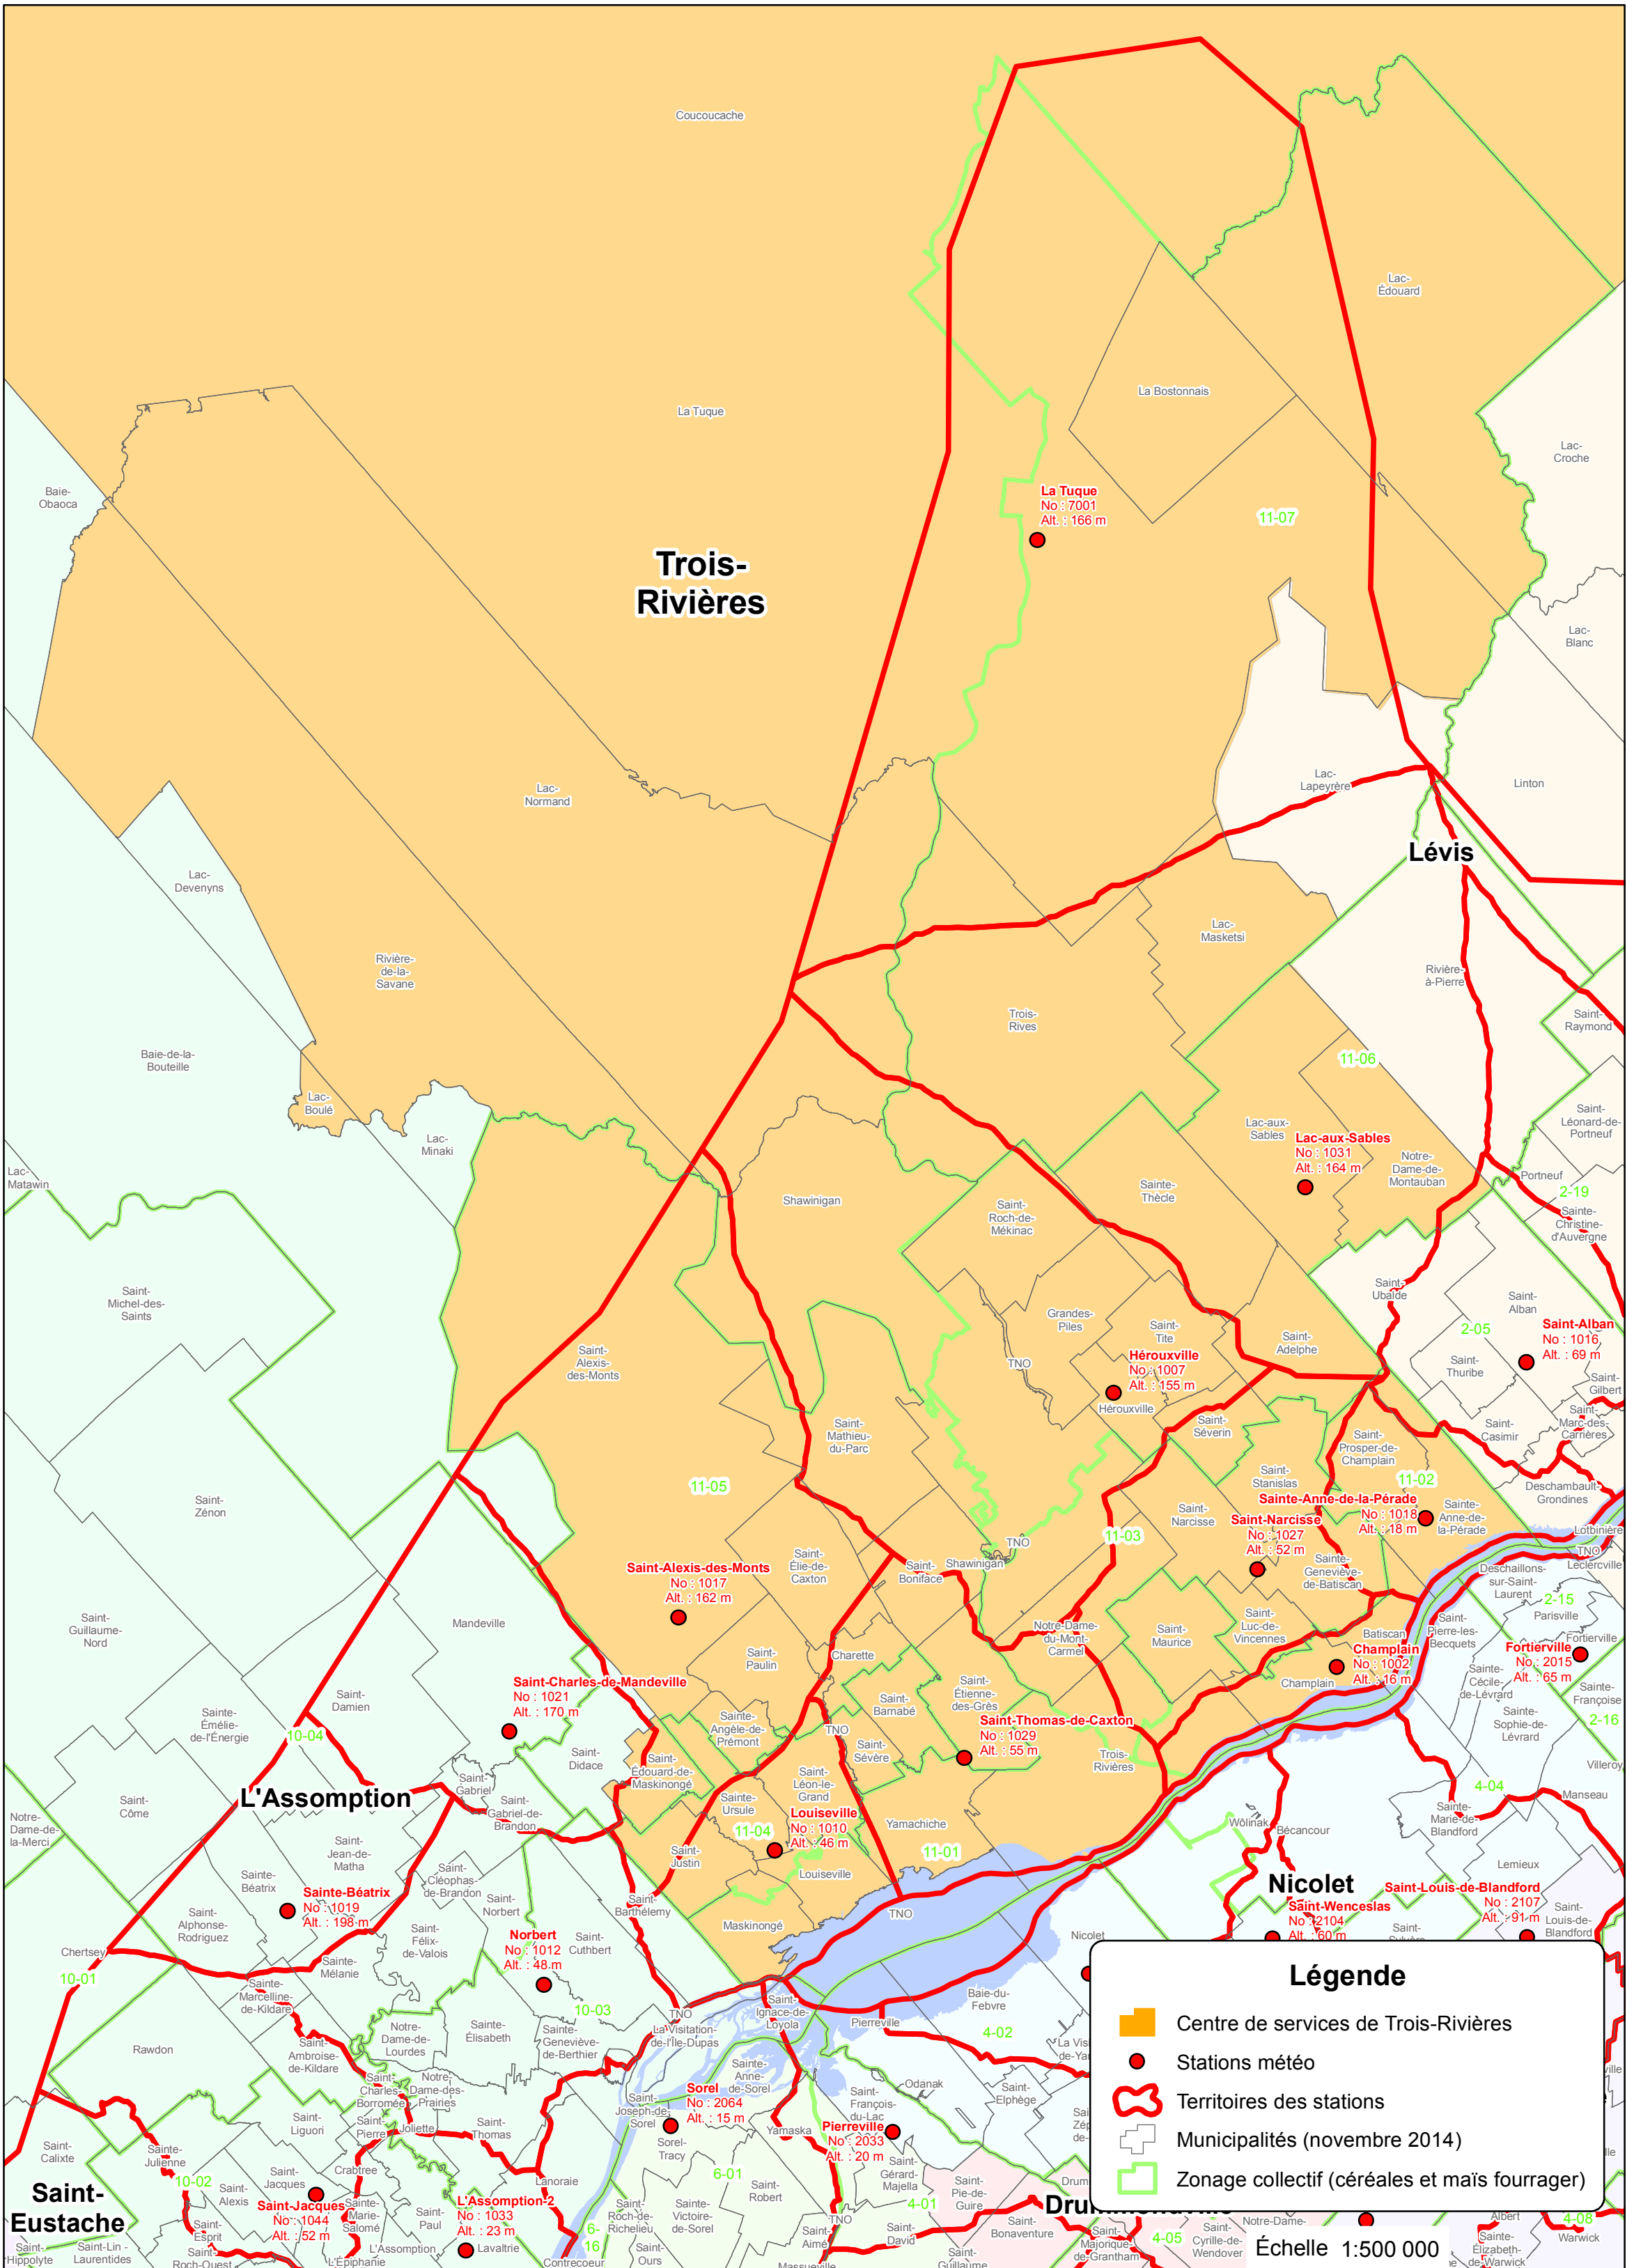 Coucoucache
Lac-
Édouard
La Bostonnais
La Tuque
Lac-
Croche
Baie-
Obaoca
La Tuque
No : 7001
Alt. : 166 m
11-07
Trois-
Rivières
Lac-
Blanc
Lac-
Normand
Lac-
Lapeyrère
Linton
Lévis
Lac-
Devenyns
Lac-
Masketsi
Rivière-
de-la-
Savane
Rivière-
à-Pierre
Trois-
Rives
Saint-
Raymond
Baie-de-la-
Bouteille
11-06
Lac-
Boulé
Saint-
Léonard-de-
Portneuf
Lac-aux-
Sables
Lac-aux-Sables
No : 1031
Alt. : 164 m
Lac-
Minaki
Notre-
Dame-de-
Montauban
Lac-
Matawin
Portneuf
2-19
Sainte-
Thècle
Shawinigan
Saint-
Roch-de-
Mékinac
Sainte-
Christine-
d'Auvergne
Saint-
Michel-des-
Saints
Saint-
Ubalde
Saint-
Alban
Grandes-
Piles
Saint-
Tite
Saint-
Adelphe
2-05
Saint-Alban
No : 1016
Alt. : 69 m
Saint-
Alexis-
des-Monts
TNO
Hérouxville
No : 1007
Alt. : 155 m
Hérouxville
Saint-
Thuribe
Saint-
Gilbert
Saint-
Mathieu-
du-Parc
Saint-
Séverin
Saint-
Marc-des-
Carrières
Saint-
Casimir
Saint-
Prosper-de-
Champlain
11-05
Saint-
Stanislas
11-02
Deschambault-
Grondines
Saint-
Zénon
Saint-
Narcisse
Sainte-Anne-de-la-Pérade
No : 1018
Alt. : 18 m
Sainte-
Anne-de-
la-Pérade
Saint-Narcisse
No : 1027
Alt. : 52 m
Lotbinière
TNO
Leclercville
11-03
TNO
Shawinigan
Saint-
Boniface
Saint-
Élie-de-
Caxton
Sainte-
Geneviève-
de-Batiscan
Deschaillons-
sur-Saint-
Laurent
Saint-Alexis-des-Monts
No : 1017
Alt. : 162 m
2-15
Parisville
Saint-
Guillaume-
Nord
Mandeville
Notre-Dame-
du-Mont-
Carmel
Saint-
Maurice
Saint-
Luc-de-
Vincennes
Batiscan
Saint-
Pierre-les-
Becquets
Fortierville
Fortierville
No : 2015
Alt. : 65 m
Saint-
Paulin
Charette
Champlain
No : 1002
Alt. : 16 m
Champlain
Saint-Charles-de-Mandeville
No : 1021
Alt. : 170 m
Saint-
Étienne-
des-Grès
Sainte-
Cécile-
de-Lévrard
Sainte-
Françoise
Saint-
Damien
Saint-
Barnabé
Sainte-
Émélie-
de-l'Énergie
10-04
Sainte-
Angèle-de-
Prémont
TNO
Saint-Thomas-de-Caxton
No : 1029
Alt. : 55 m
Sainte-
Sophie-de-
Lévrard
2-16
Saint-
Sévère
Trois-
Rivières
Saint-
Didace
Saint-
Édouard-de-
Maskinongé
Villeroy
L'Assomption
Saint-
Gabriel
Saint-
Léon-le-
Grand
4-04
Manseau
Saint-
Côme
Notre-
Dame-de-
la-Merci
Saint-
Gabriel-de-
Brandon
Sainte-
Ursule
Louiseville
No : 1010
Alt. : 46 m
Sainte-
Marie-de-
Blandford
Yamachiche
Wôlinak
Bécancour
11-04
11-01
Saint-
Jean-de-
Matha
Saint-
Justin
Louiseville
Lemieux
Sainte-
Béatrix
Saint-
Cléophas-
de-Brandon
Nicolet
Sainte-Béatrix
No : 1019
Alt. : 198 m
Saint-
Norbert
Saint-
Barthélemy
Saint-Louis-de-Blandford
No : 2107
Alt. : 91 m
Saint-
Alphonse-
Rodriguez
Maskinongé
TNO
Saint-Wenceslas
No : 2104
Alt. : 60 m
Saint-
Louis-de-
Blandford
Saint-
Félix-
de-Valois
Norbert
No : 1012
Alt. : 48 m
Saint-
Cuthbert
Nicolet
Chertsey
10-01
Sainte-
Mélanie
Sainte-
Marcelline-
de-Kildare
Baie-du-
Febvre
Légende
Centre de services de Trois-Rivières
Stations météo
Territoires des stations
Municipalités (novembre 2014)
Zonage collectif (céréales et maïs fourrager)
10-03
TNO
Saint-
Ignace-de-
Loyola
Pierreville
4-02
La Visitation-
de-l'Île-Dupas
Notre-
Dame-de-
Lourdes
Sainte-
Élisabeth
Sainte-
Geneviève-
de-Berthier
Rawdon
Saint-
Ambroise-
de-Kildare
Sainte-
Anne-
de-Sorel
Odanak
Saint-
Elphège
Saint-
Charles-
Borromée
Notre-
Dame-des-
Prairies
Sorel
No : 2064
Alt. : 15 m
Saint-
Joseph-de-
Sorel
Saint-
François-
du-Lac
Saint-
Liguori
Saint-
Pierre
Joliette
Saint-
Thomas
Yamaska
Pierreville
No : 2033
Alt. : 20 m
Sorel-
Tracy
Saint-
Calixte
Sainte-
Julienne
10-02
Crabtree
Saint-
Jacques
Lanoraie
6-01
Saint-
Gérard-
Majella
Saint-
Alexis
Saint-
Robert
Saint-
Pie-de-
Guire
Saint-
Eustache
Saint-Jacques
No : 1044
Alt. : 52 m
Sainte-
Marie-
Salomé
Saint-
Paul
L'Assomption-2
No : 1033
Alt. : 23 m
Saint-
Roch-de-
Richelieu
Sainte-
Victoire-
de-Sorel
4-01
TNO
Saint-
Bonaventure
Saint-
Esprit
6-
16
Saint-
Aimé
Saint-
David
Saint-
Majorique-
de-Grantham
4-05
Saint-
Cyrille-de-
Wendover
Notre-Dame-
Albert
4-08
Warwick
Saint-
Hippolyte
Saint-Lin -
Laurentides
Saint-
Roch-Ouest
L'Épiphanie
L'Assomption
Lavaltrie
Contrecoeur
Saint-
Ours
Massueville
Saint-
Guillaume
Sainte-
Élizabeth-
de-Warwick
Échelle 1:500 000